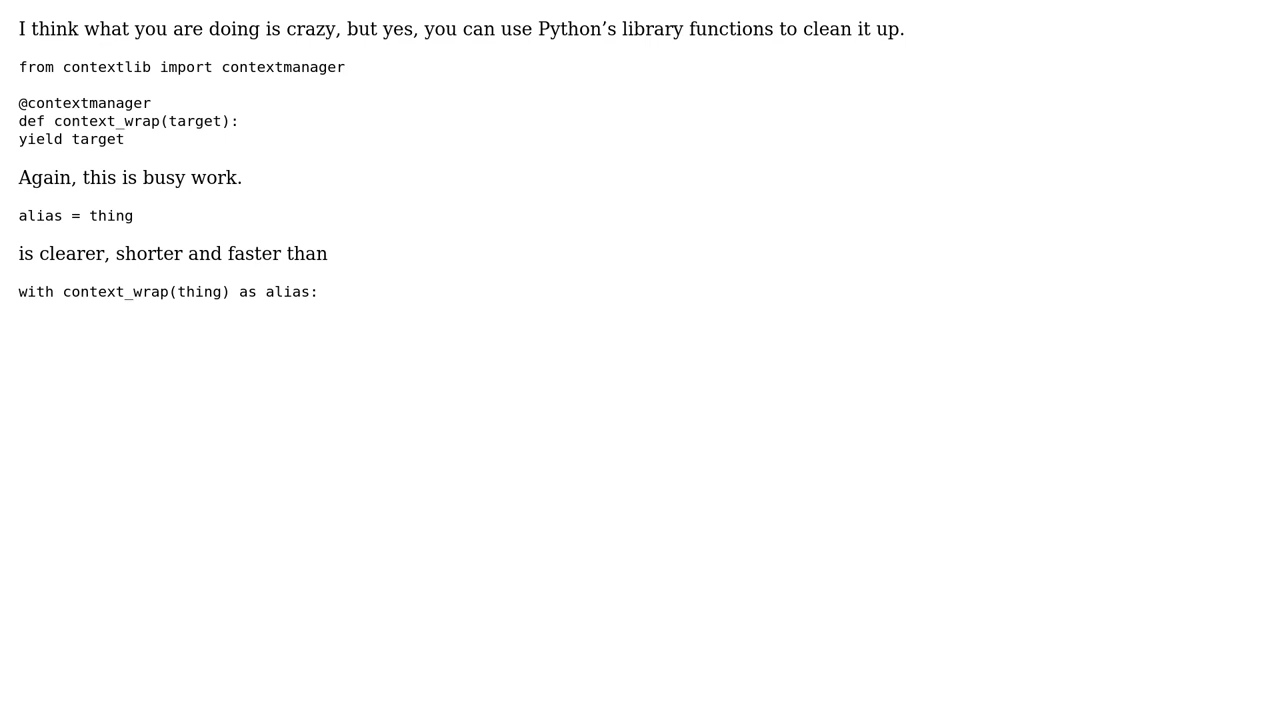 I think what you are doing is crazy, but yes, you can use Python’s library functions to clean it up.
from contextlib import contextmanager
@contextmanager
def context_wrap(target):
yield target
Again, this is busy work.
alias = thing
is clearer, shorter and faster than
with context_wrap(thing) as alias: